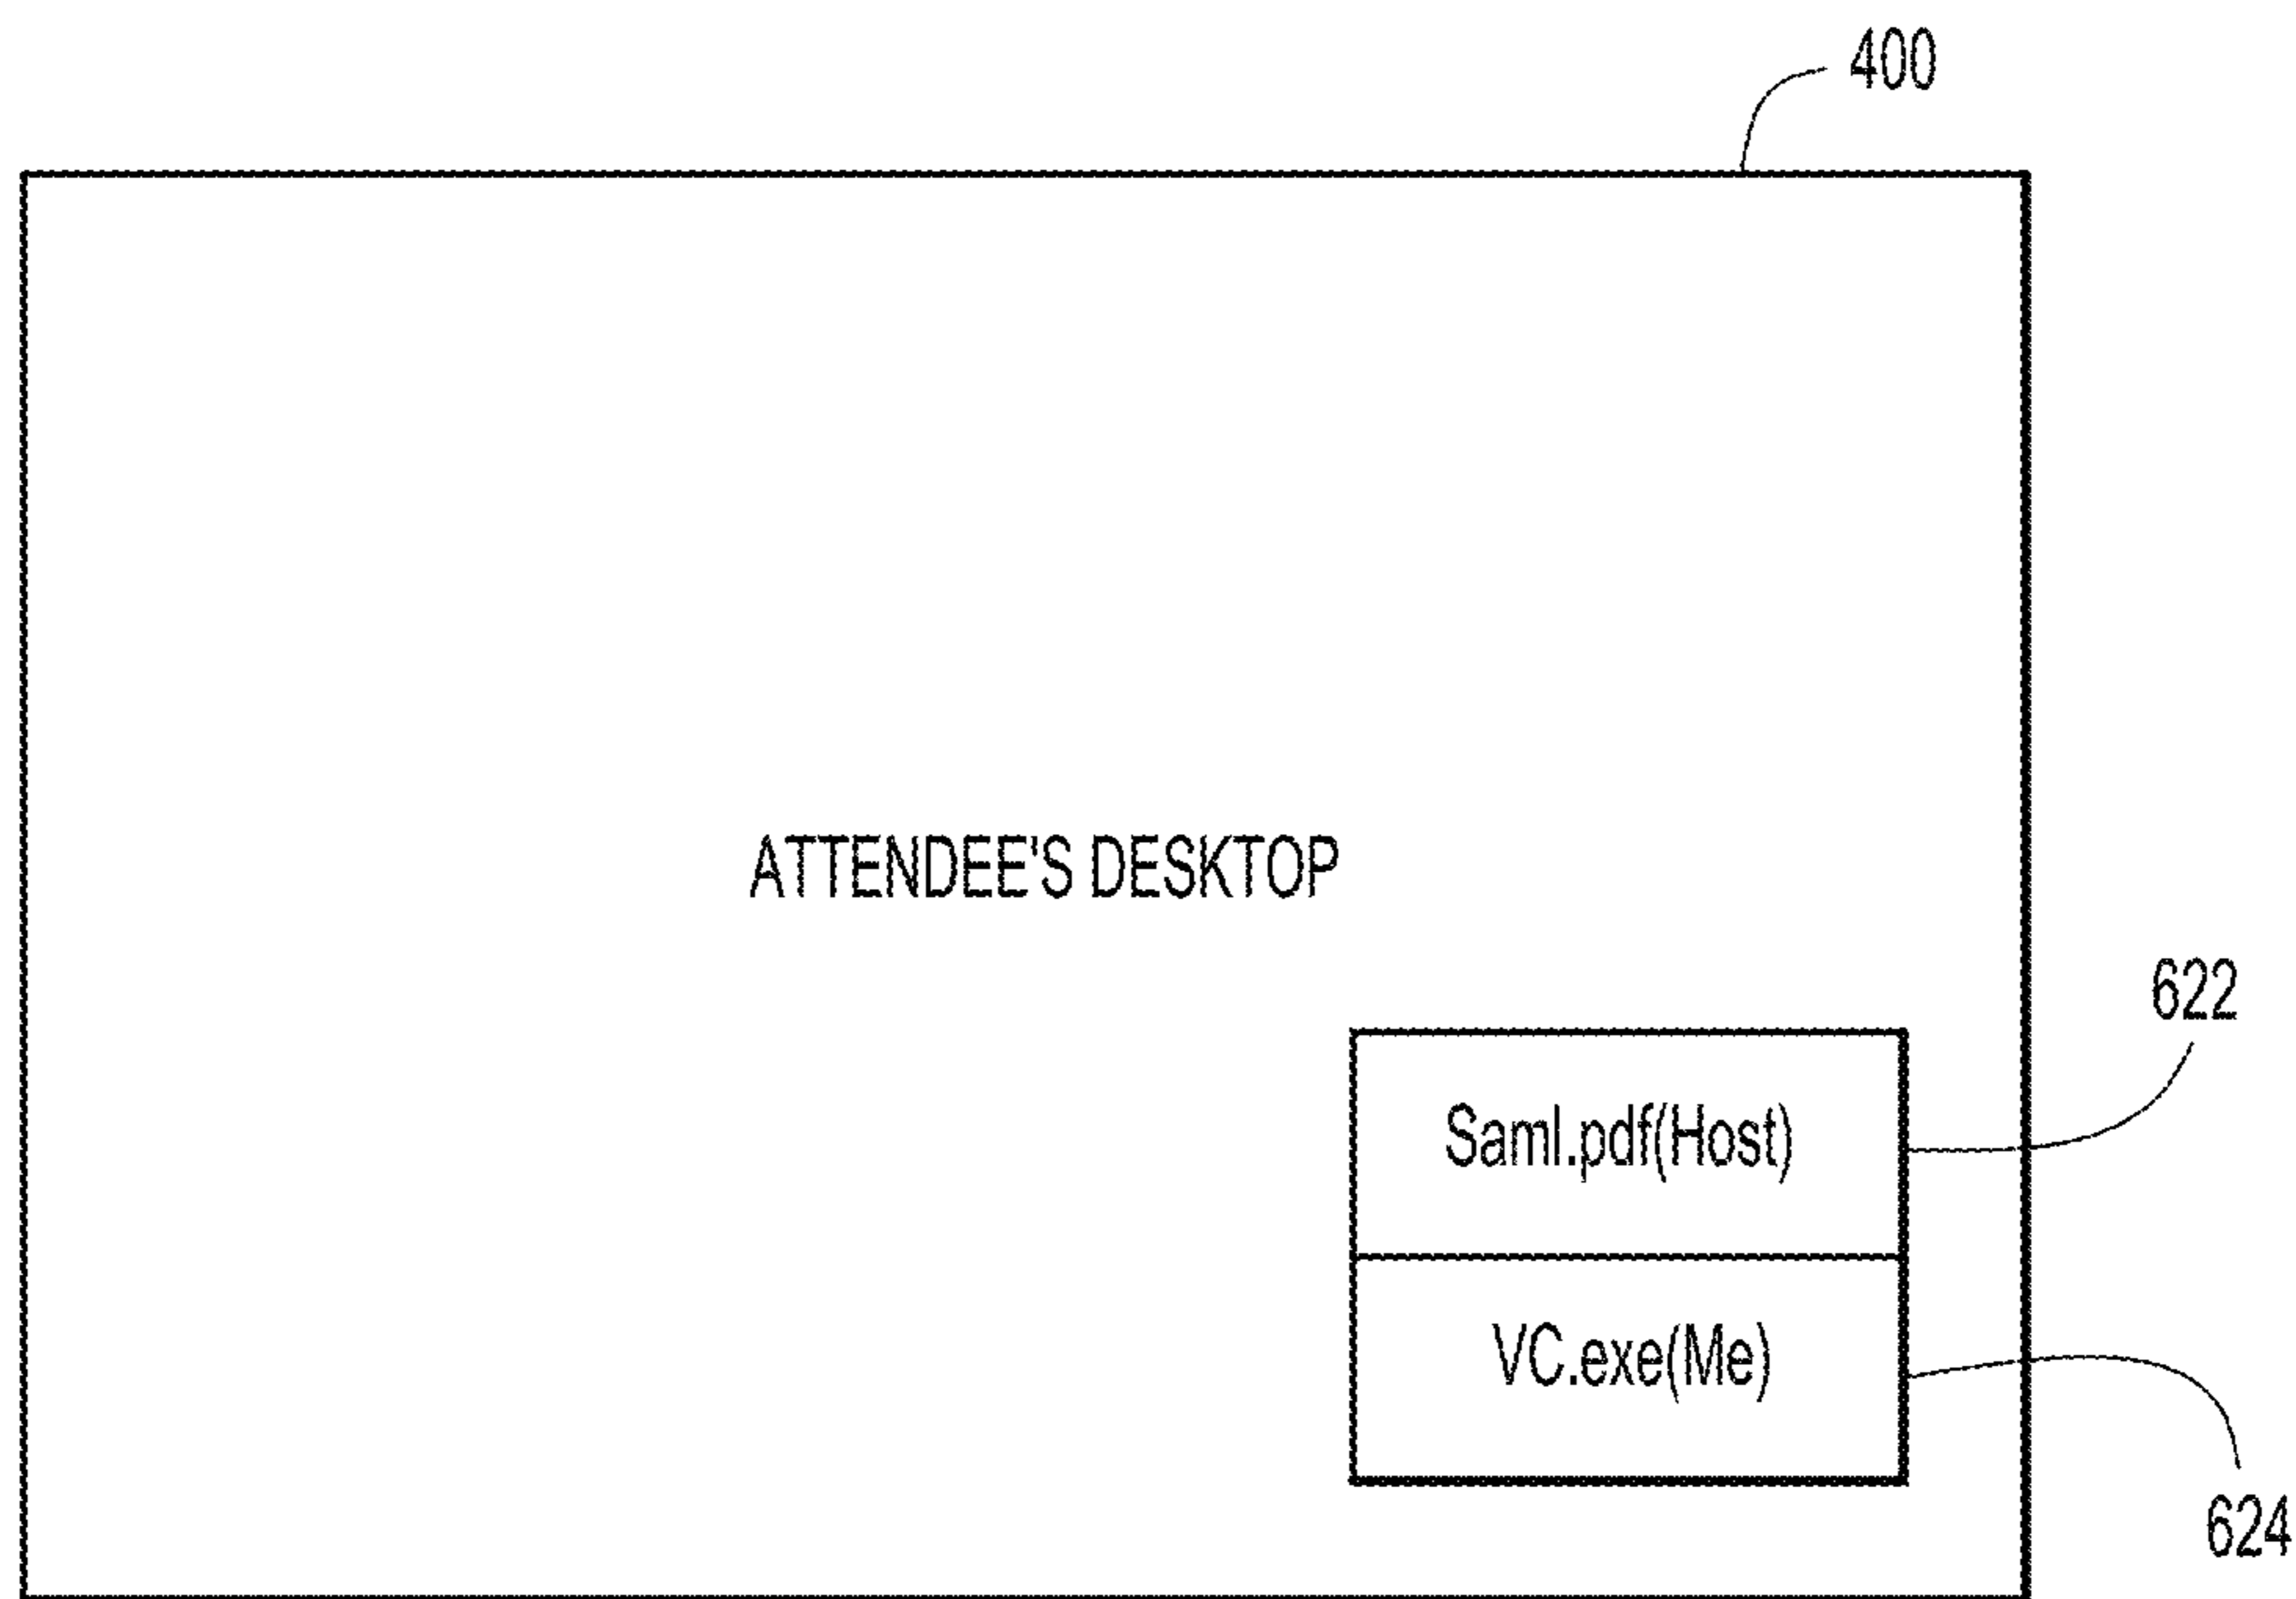 400
ATTENDEE'S DESKTOP
622
Saml.pdf(Host)
VC.exe(Me)
624